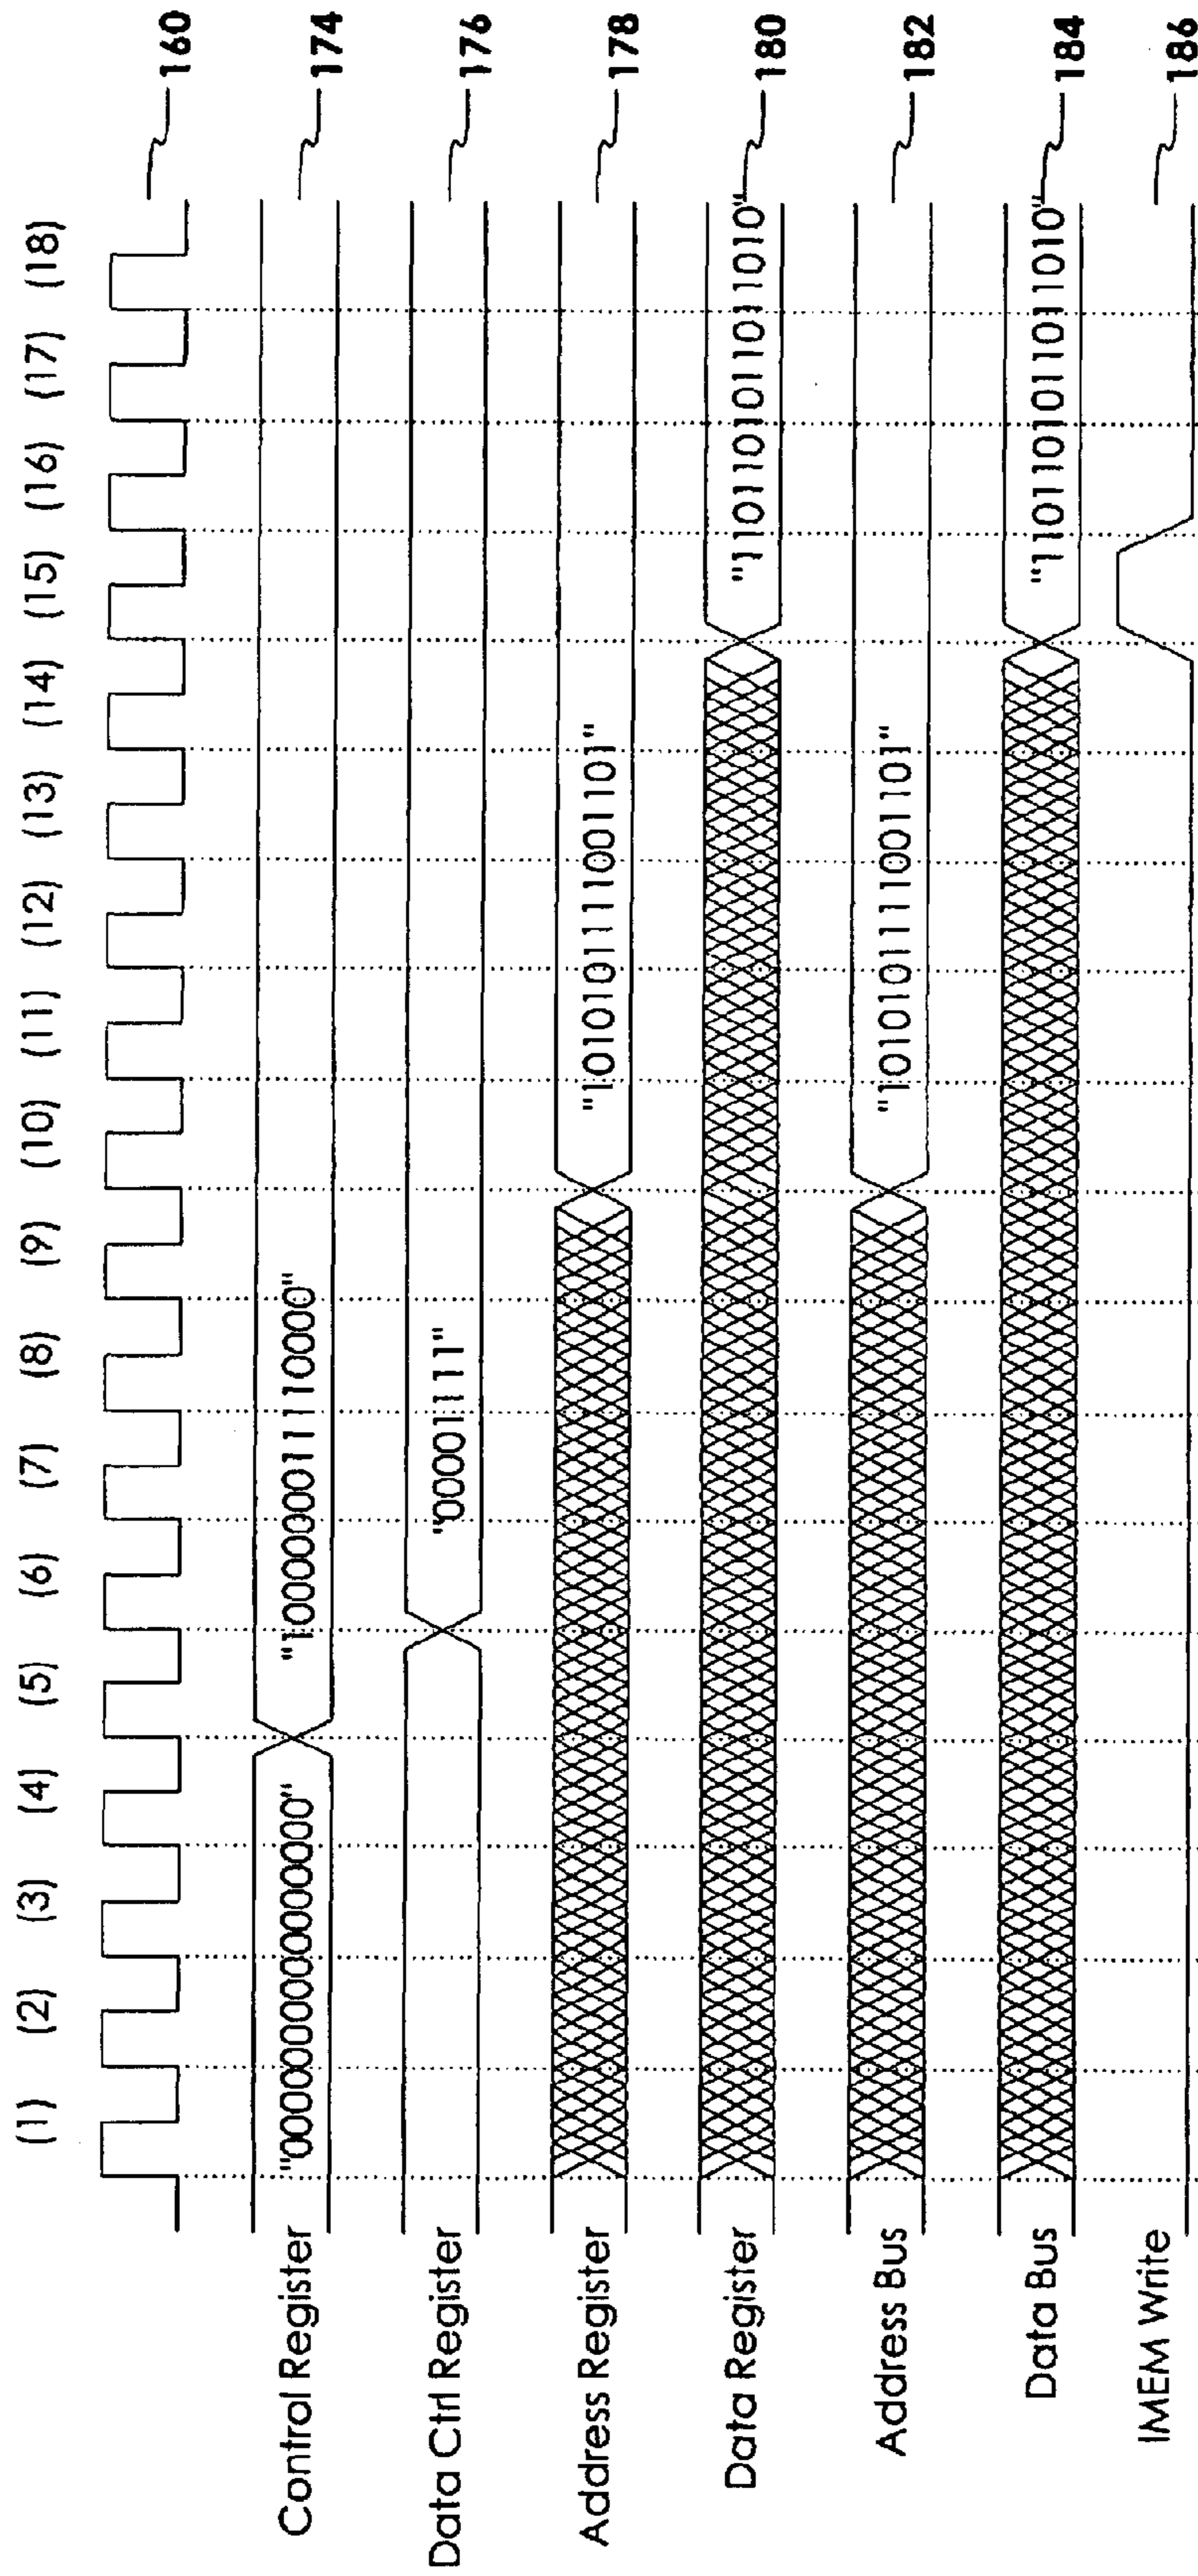 (1) (2) (3) (4) (5) (6) (7) (8) (9) (10) (11) (12) (13) (14) (15) (16) (17) (18)
160
Control Register "0000000000000000" "1000000011110000" 174
Data Ctrl Register "00001111" 176
Address Register "1010101111001101" 178
Data Register "1101101011011010" 180
Address Bus "1010101111001101" 182
Data Bus "1101101011011010" 184
IMEM Write 186